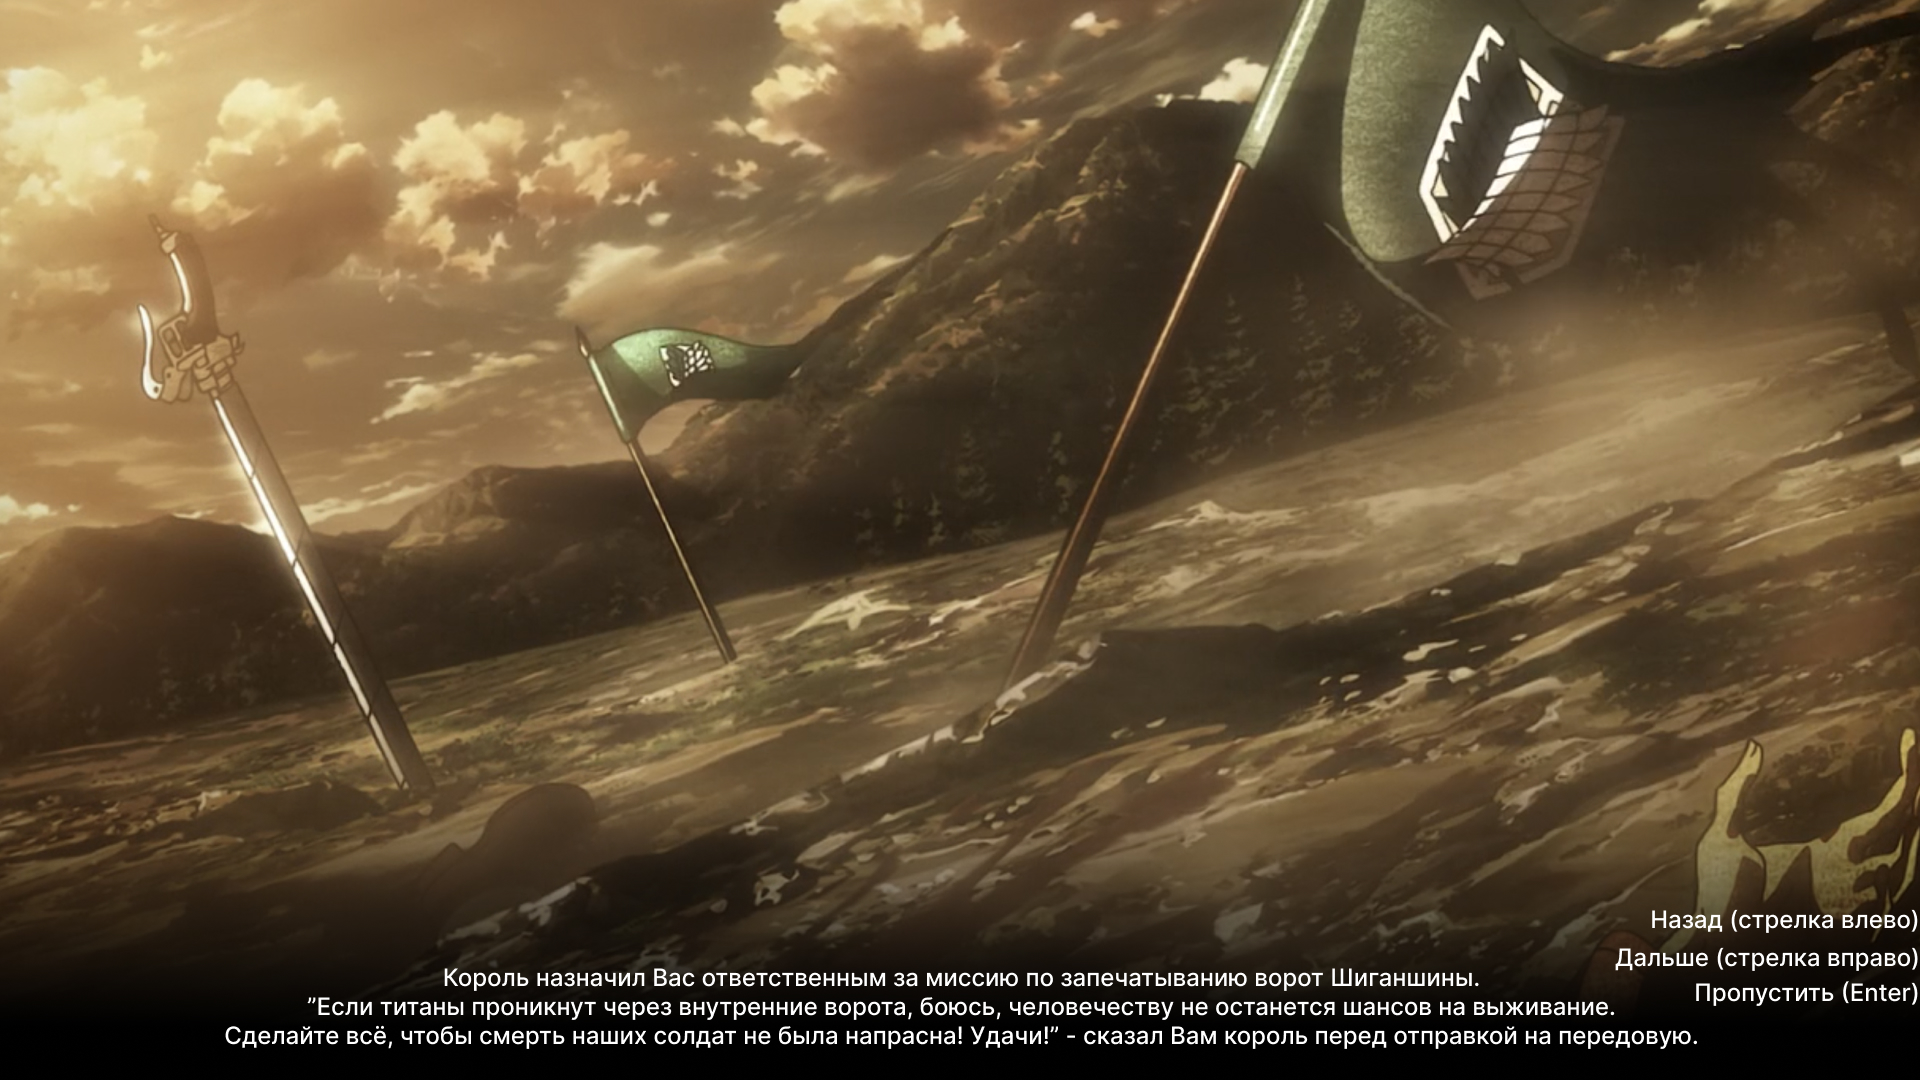 Назад (стрелка влево)
Дальше (стрелка вправо)
Пропустить (Enter)
Король назначил Вас ответственным за миссию по запечатыванию ворот Шиганшины.
”Если титаны проникнут через внутренние ворота, боюсь, человечеству не останется шансов на выживание.
Сделайте всё, чтобы смерть наших солдат не была напрасна! Удачи!” - сказал Вам король перед отправкой на передовую.